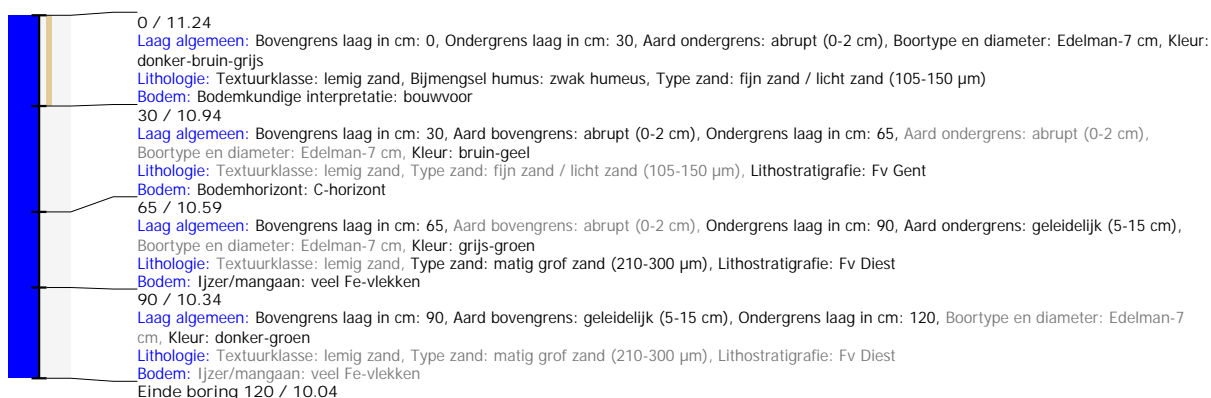 0 / 11.24
Laag algemeen: Bovengrens laag in cm: 0, Ondergrens laag in cm: 30, Aard ondergrens: abrupt (0-2 cm), Boortype en diameter: Edelman-7 cm, Kleur:
donker-bruin-grijs
Lithologie: Textuurklasse: lemig zand, Bijmengsel humus: zwak humeus, Type zand: fijn zand / licht zand (105-150 µm)
Bodem: Bodemkundige interpretatie: bouwvoor
30 / 10.94
Laag algemeen: Bovengrens laag in cm: 30, Aard bovengrens: abrupt (0-2 cm), Ondergrens laag in cm: 65, Aard ondergrens: abrupt (0-2 cm),
Boortype en diameter: Edelman-7 cm, Kleur: bruin-geel
Lithologie: Textuurklasse: lemig zand, Type zand: fijn zand / licht zand (105-150 µm), Lithostratigrafie: Fv Gent
Bodem: Bodemhorizont: C-horizont
65 / 10.59
Laag algemeen: Bovengrens laag in cm: 65, Aard bovengrens: abrupt (0-2 cm), Ondergrens laag in cm: 90, Aard ondergrens: geleidelijk (5-15 cm),
Boortype en diameter: Edelman-7 cm, Kleur: grijs-groen
Lithologie: Textuurklasse: lemig zand, Type zand: matig grof zand (210-300 µm), Lithostratigrafie: Fv Diest
Bodem: Ijzer/mangaan: veel Fe-vlekken
90 / 10.34
Laag algemeen: Bovengrens laag in cm: 90, Aard bovengrens: geleidelijk (5-15 cm), Ondergrens laag in cm: 120, Boortype en diameter: Edelman-7
cm, Kleur: donker-groen
Lithologie: Textuurklasse: lemig zand, Type zand: matig grof zand (210-300 µm), Lithostratigrafie: Fv Diest
Bodem: Ijzer/mangaan: veel Fe-vlekken
Einde boring 120 / 10.04